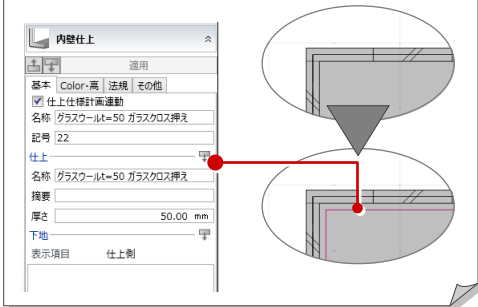 内壁仕上
適用
基本 Color・高 法規 その他
仕上仕様計画連動
名称 グラスウールt=50 ガラスクロス押え
記号 22
仕上
名称 グラスウールt=50 ガラスクロス押え
摘要
厚さ 50.00 mm
下地
表示項目 仕上側